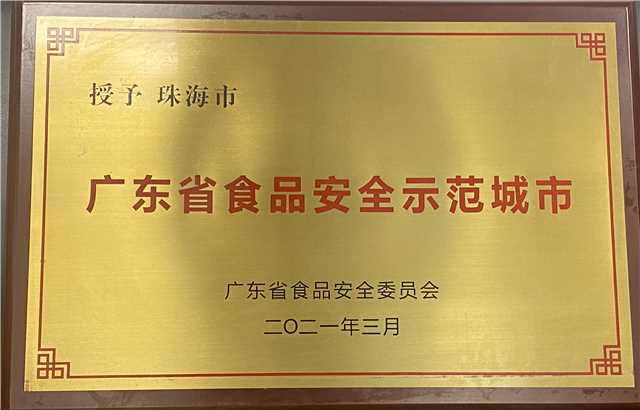 授予 珠海市
广东省食品安全示范城市
广东省食品安全委员会
二〇二一年三月